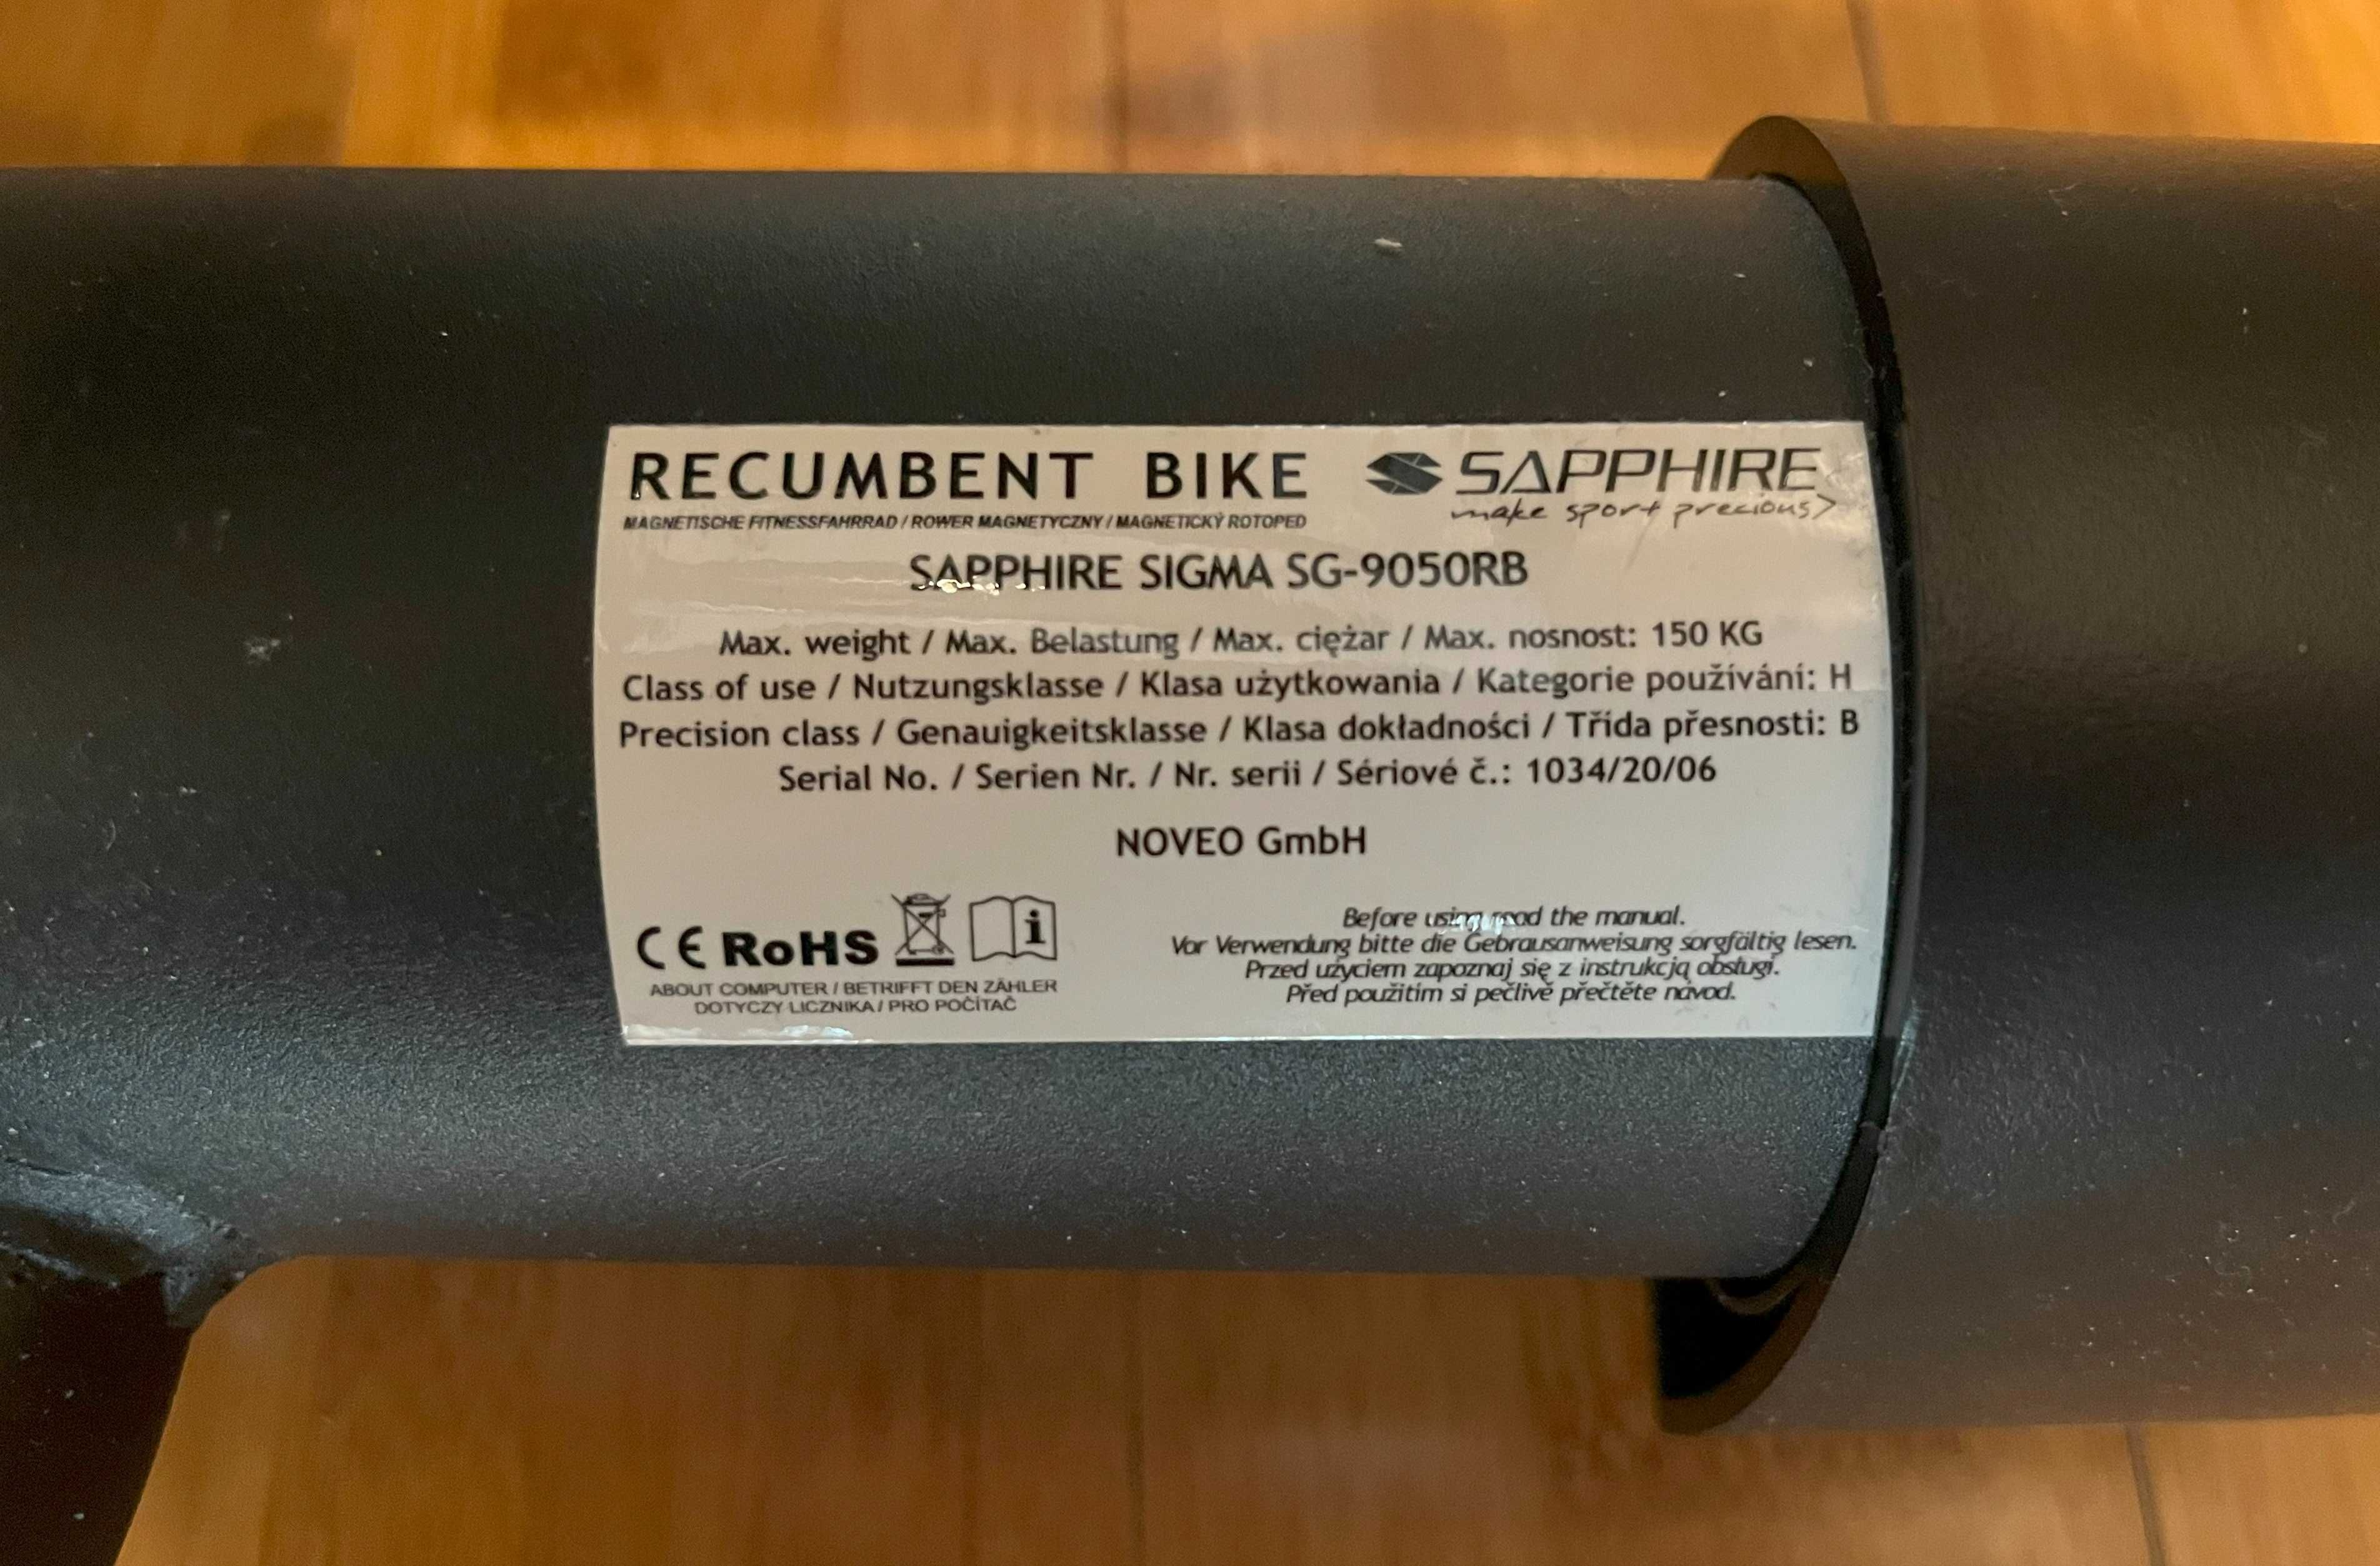 RECUMBENT BIKE
MAGNETISCHE FITNESSFAHRRAD / ROWER MAGNETYCZNY / MAGNETICKÝ ROTOPED
SAPPHIRE
make sport precious>
SAPPHIRE SIGMA SG-9050RB
Max. weight / Max. Belastung / Max. ciężar / Max. nosnost: 150 KG
Class of use / Nutzungsklasse / Klasa użytkowania / Kategorie používání: H
Precision class / Genauigkeitsklasse / Klasa dokładności / Třída přesnosti: B
Serial No. / Serien Nr. / Nr. serii / Sériové č.: 1034/20/06
NOVEO GmbH
CE RoHS i
ABOUT COMPUTER / BETRIFFT DEN ZÄHLER
DOTYCZY LICZNIKA / PRO POČÍTAČ
Before using read the manual.
Vor Verwendung bitte die Gebrausanweisung sorgfältig lesen.
Przed użyciem zapoznaj się z instrukcją obsługi.
Před použitím si pečlivě přečtěte návod.